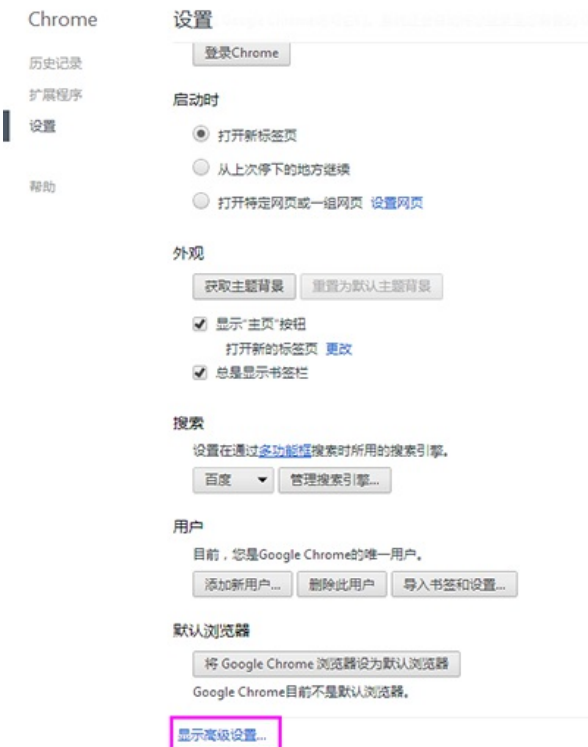 Chrome
设置
历史记录
扩展程序
设置
帮助
登录Chrome
启动时
打开新标签页
从上次停下的地方继续
打开特定网页或一组网页 设置网页
外观
获取主题背景 重置为默认主题背景
显示"主页"按钮
打开新的标签页 更改
总是显示书签栏
搜索
设置在通过多功能框搜索时所用的搜索引擎。
百度 管理搜索引擎...
用户
目前，您是Google Chrome的唯一用户。
添加新用户... 删除此用户 导入书签和设置...
默认浏览器
将 Google Chrome 浏览器设为默认浏览器
Google Chrome目前不是默认浏览器。
显示高级设置...